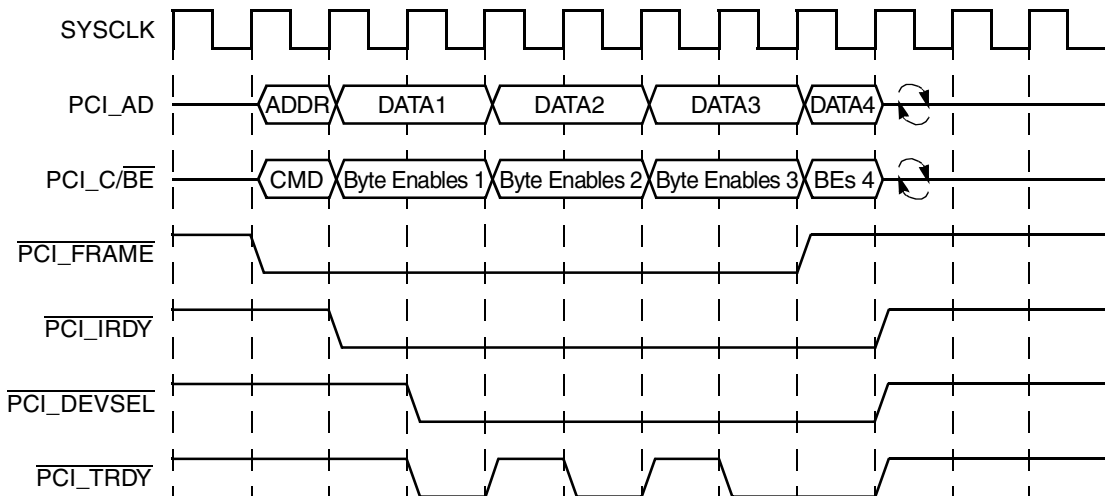 SYSCLK
PCI_AD
ADDR DATA1 DATA2 DATA3 DATA4
PCI_C/BE
CMD Byte Enables 1 Byte Enables 2 Byte Enables 3 BEs 4
PCI_FRAME
PCI_IRDY
PCI_DEVSEL
PCI_TRDY